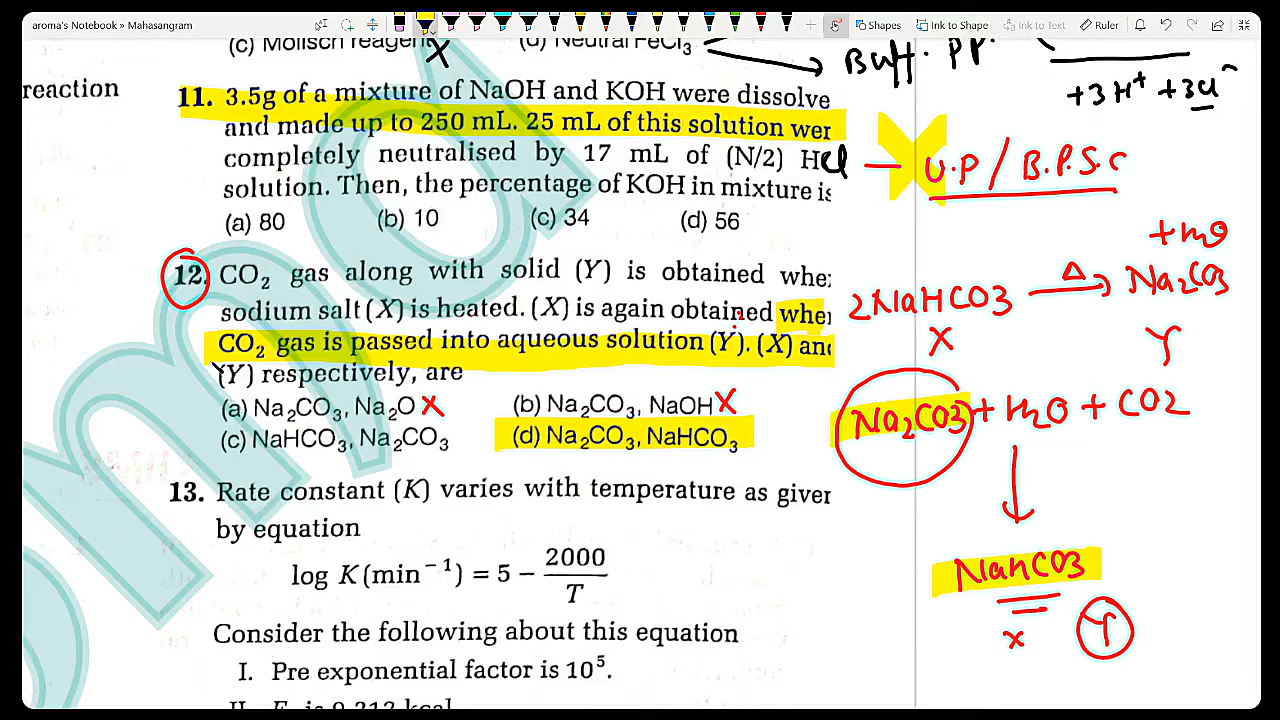 aroma's Notebook » Mahasangram
Shapes Ink to Shape Ink to Text Ruler
(c) Molisch reagent X (d) Neutral FeCl3
Buff. PP.
+3H+ +3Cl-
reaction
11. 3.5g of a mixture of NaOH and KOH were dissolve
and made up to 250 mL. 25 mL of this solution wer
completely neutralised by 17 mL of (N/2) HCl
solution. Then, the percentage of KOH in mixture is
(a) 80 (b) 10 (c) 34 (d) 56
— U.P / B.P.S.C
12. CO2 gas along with solid (Y) is obtained whe
sodium salt (X) is heated. (X) is again obtained whe
CO2 gas is passed into aqueous solution (Y). (X) and
(Y) respectively, are
(a) Na2CO3, Na2O X (b) Na2CO3, NaOH X
(c) NaHCO3, Na2CO3 (d) Na2CO3, NaHCO3
2NaHCO3 Δ→ Na2CO3
X Y
Na2CO3 + H2O + CO2
↓
NaHCO3
x Y
13. Rate constant (K) varies with temperature as given
by equation
log K(min−1) = 5 − 2000
T
Consider the following about this equation
I. Pre exponential factor is 10^5.